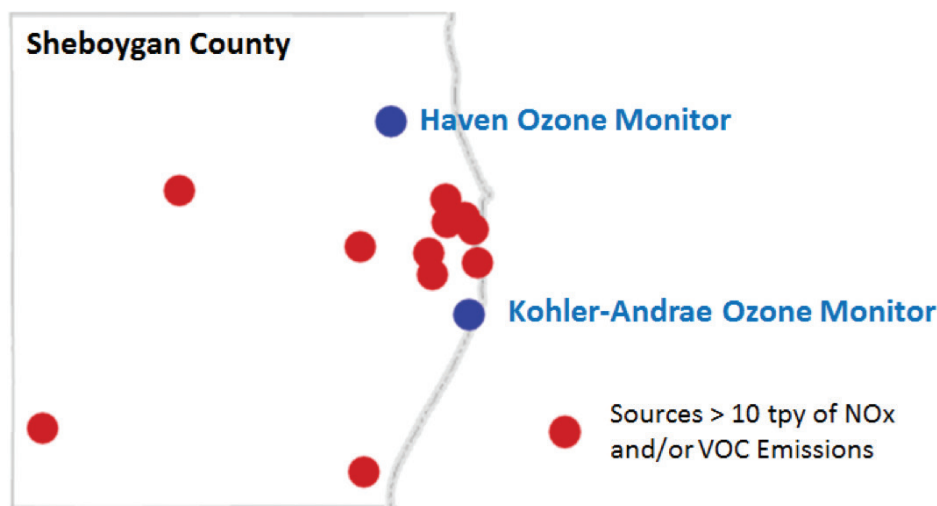 Sheboygan County
Haven Ozone Monitor
Kohler-Andrae Ozone Monitor
Sources > 10 tpy of NOx
and/or VOC Emissions